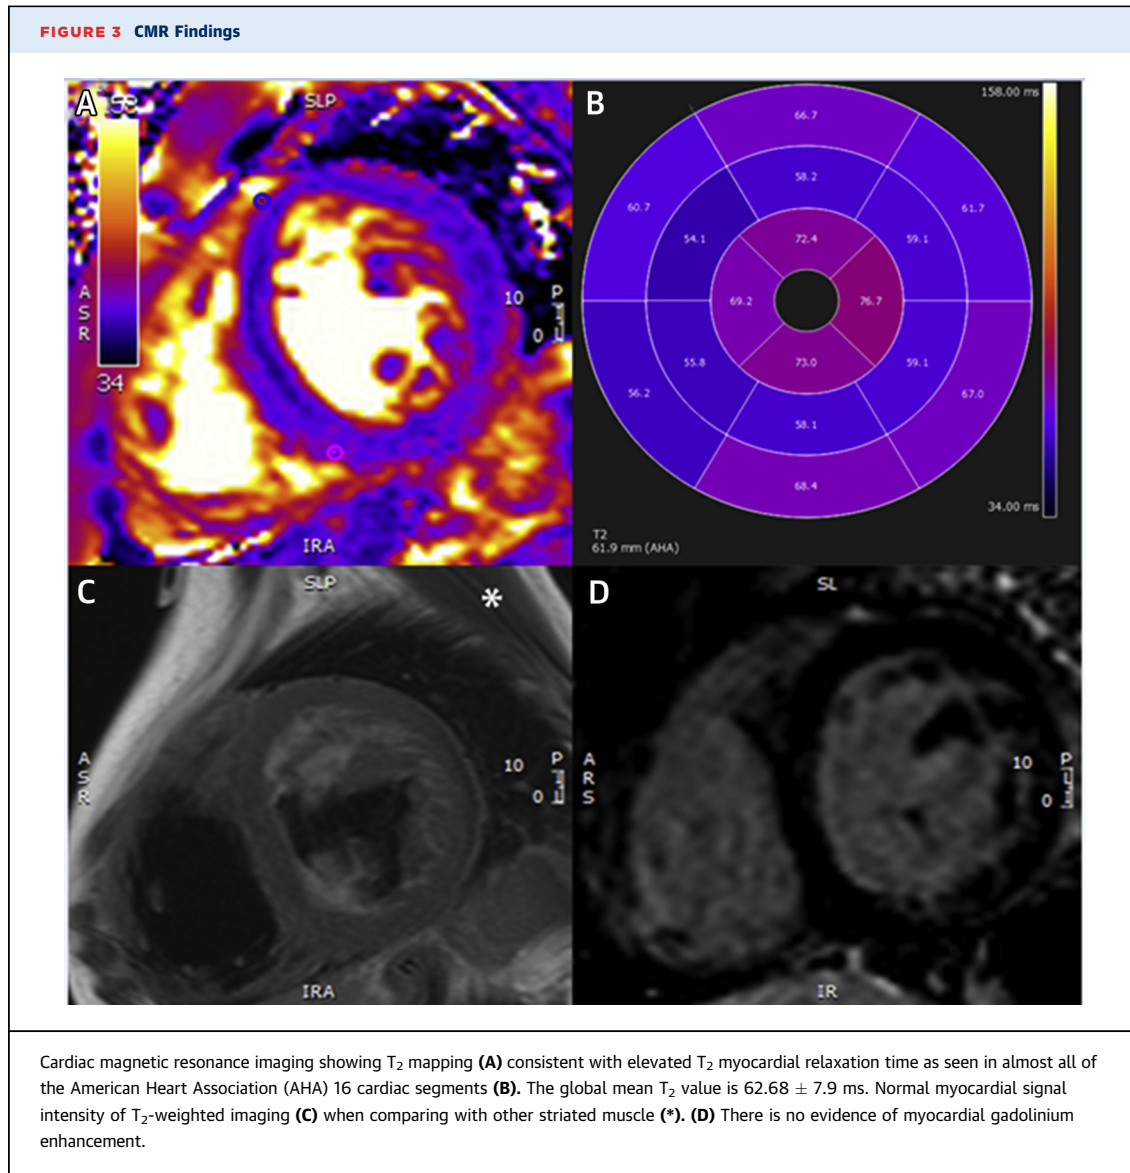 FIGURE 3 CMR Findings
A
SLP
34
A
S
R
10
P
0
IRA
B
158.00 ms
66.7
60.7
58.2
61.7
54.1
59.1
72.4
69.2
76.7
73.0
55.8
59.1
56.2
67.0
58.1
68.4
34.00 ms
T2
61.9 mm (AHA)
C
SLP
*
A
S
R
10
P
0
IRA
D
SL
A
R
S
10
P
0
IR
Cardiac magnetic resonance imaging showing T2 mapping (A) consistent with elevated T2 myocardial relaxation time as seen in almost all of
the American Heart Association (AHA) 16 cardiac segments (B). The global mean T2 value is 62.68 ± 7.9 ms. Normal myocardial signal
intensity of T2-weighted imaging (C) when comparing with other striated muscle (*). (D) There is no evidence of myocardial gadolinium
enhancement.